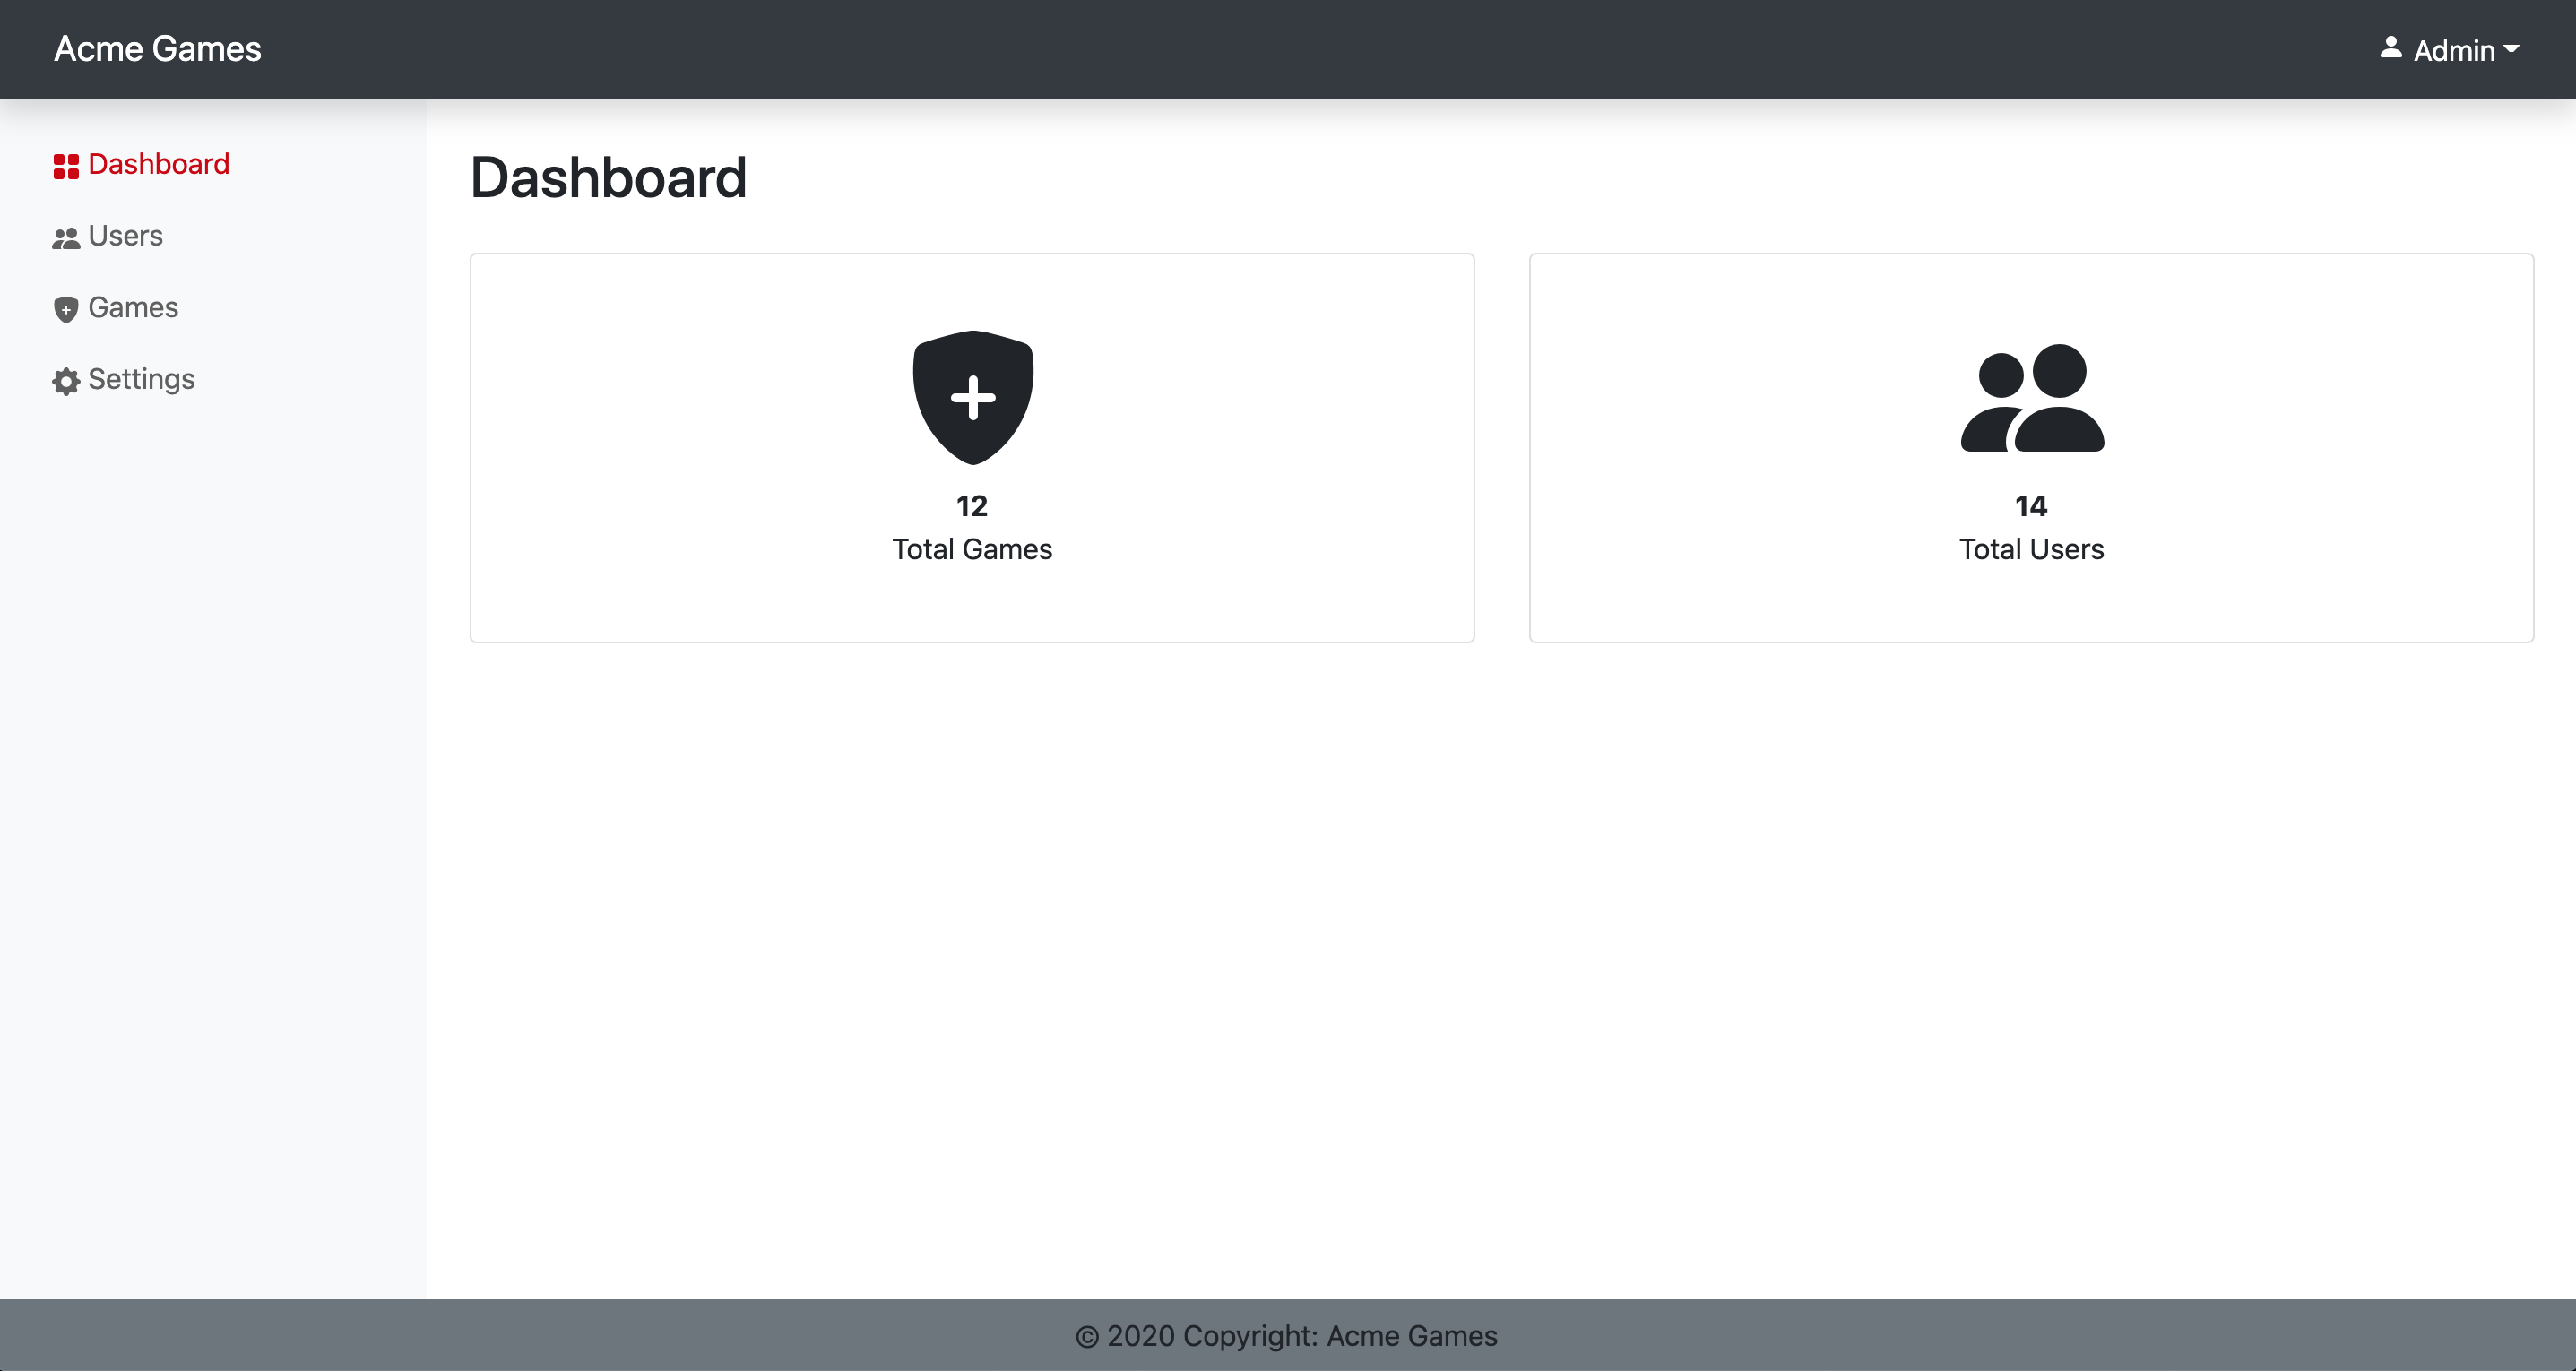 Acme Games
Admin
Dashboard
Users
Games
Settings
Dashboard
12
Total Games
14
Total Users
© 2020 Copyright: Acme Games